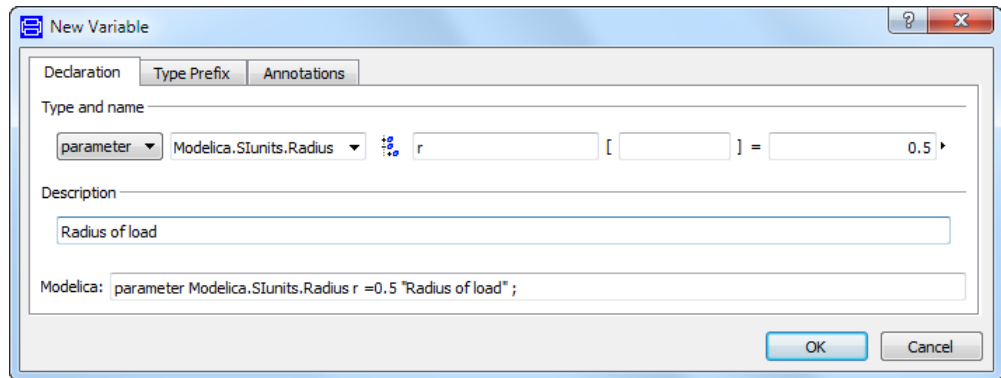 New Variable
Declaration Type Prefix Annotations
Type and name
parameter Modelica.SIunits.Radius r [ ] = 0.5
Description
Radius of load
Modelica: parameter Modelica.SIunits.Radius r =0.5 "Radius of load" ;
OK Cancel